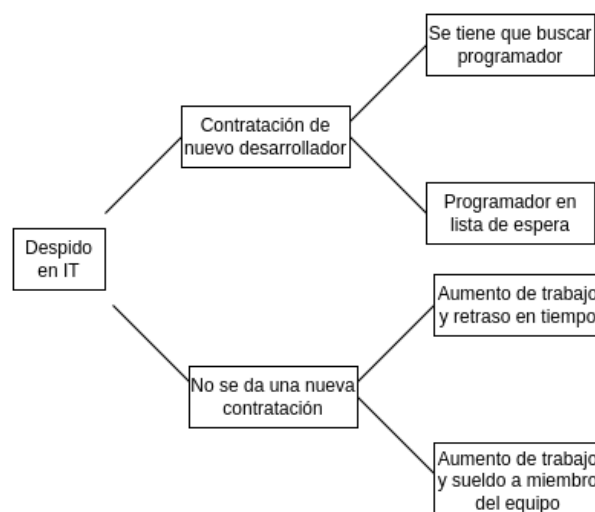 Se tiene que buscar
programador
Contratación de
nuevo desarrollador
Programador en
lista de espera
Despido
en IT
Aumento de trabajo
y retraso en tiempo
No se da una nueva
contratación
Aumento de trabajo
y sueldo a miembro
del equipo